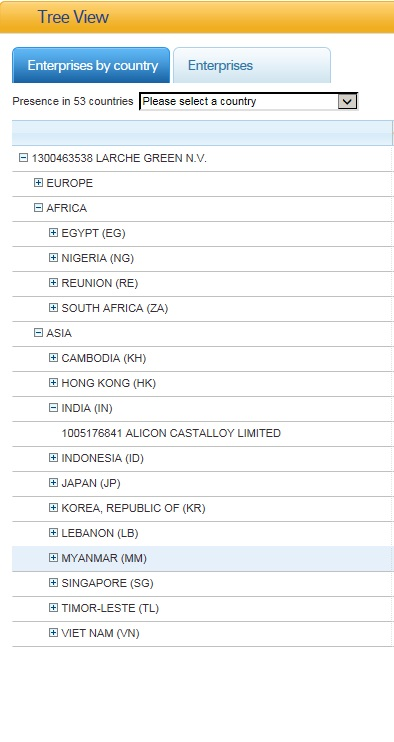 Tree View
Enterprises by country
Enterprises
Presence in 53 countries
Please select a country
1300463538 LARCHE GREEN N.V.
EUROPE
AFRICA
EGYPT (EG)
NIGERIA (NG)
REUNION (RE)
SOUTH AFRICA (ZA)
ASIA
CAMBODIA (KH)
HONG KONG (HK)
INDIA (IN)
1005176841 ALICON CASTALLOY LIMITED
INDONESIA (ID)
JAPAN (JP)
KOREA, REPUBLIC OF (KR)
LEBANON (LB)
MYANMAR (MM)
SINGAPORE (SG)
TIMOR-LESTE (TL)
VIET NAM (VN)